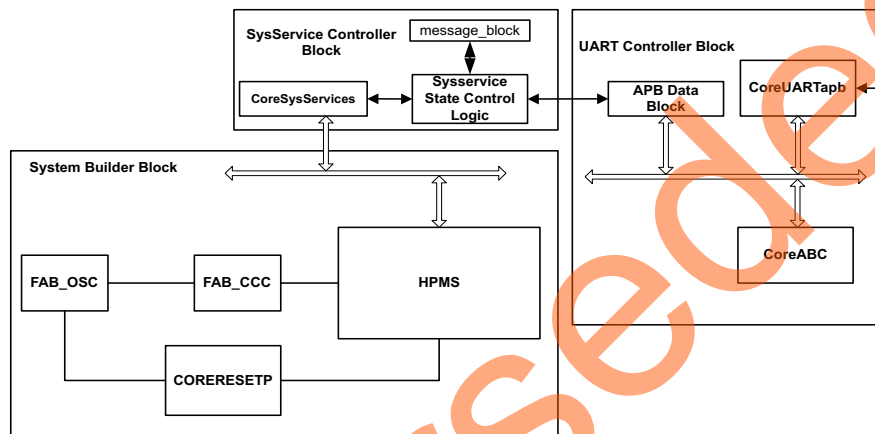 SysService Controller
Block
message_block
CoreSysServices
Sysservice
State Control
Logic
UART Controller Block
APB Data
Block
CoreUARTapb
CoreABC
System Builder Block
FAB_OSC
FAB_CCC
HPMS
CORERESETP